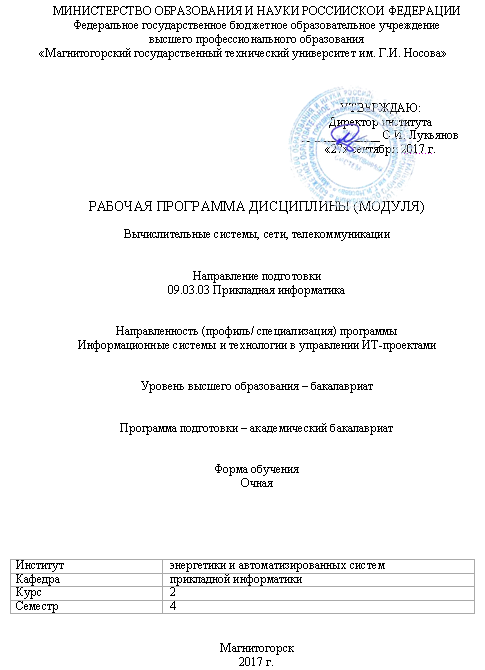 МИНИСТЕРСТВО ОБРАЗОВАНИЯ И НАУКИ РОССИЙСКОЙ ФЕДЕРАЦИИ
Федеральное государственное бюджетное образовательное учреждение
высшего профессионального образования
«Магнитогорский государственный технический университет им. Г.И. Носова»
УТВЕРЖДАЮ:
Директор института
С.И. Лукьянов
«27» сентября 2017 г.
РАБОЧАЯ ПРОГРАММА ДИСЦИПЛИНЫ (МОДУЛЯ)
Вычислительные системы, сети, телекоммуникации
Направление подготовки
09.03.03 Прикладная информатика
Направленность (профиль/ специализация) программы
Информационные системы и технологии в управлении ИТ-проектами
Уровень высшего образования – бакалавриат
Программа подготовки – академический бакалавриат
Форма обучения
Очная
Институт энергетики и автоматизированных систем
Кафедра прикладной информатики
Курс 2
Семестр 4
Магнитогорск
2017 г.